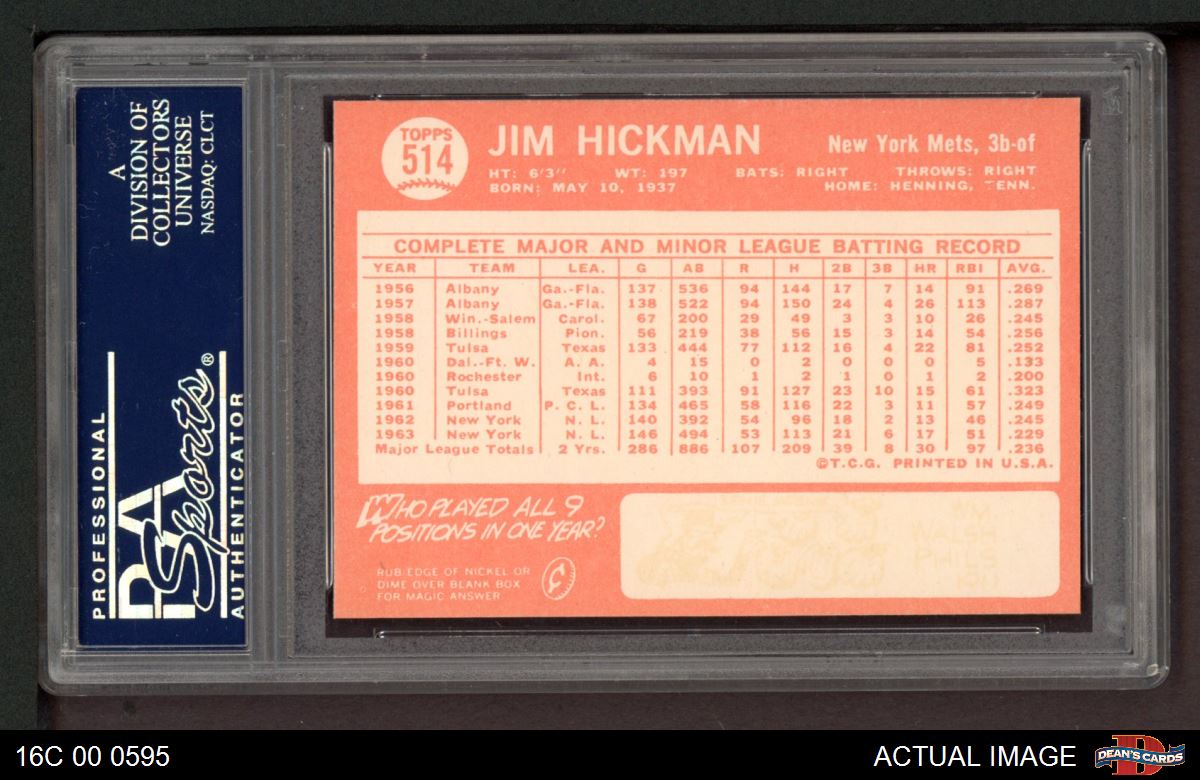 A
DIVISION OF
COLLECTORS
UNIVERSE
NASDAQ: CLCT
PROFESSIONAL
PSA
Sports®
AUTHENTICATOR
TOPPS
514
JIM HICKMAN
New York Mets, 3b-of
HT: 6'3" WT: 197 BATS: RIGHT THROWS: RIGHT
BORN: MAY 10, 1937 HOME: HENNING, TENN.
COMPLETE MAJOR AND MINOR LEAGUE BATTING RECORD
YEAR TEAM LEA. G AB R H 2B 3B HR RBI AVG.
1956 Albany Ga.-Fla. 137 536 94 144 17 7 14 91 .269
1957 Albany Ga.-Fla. 138 522 94 150 24 4 26 113 .287
1958 Win.-Salem Carol. 67 200 29 49 3 3 10 26 .245
1958 Billings Pion. 56 219 38 56 15 3 14 54 .256
1959 Tulsa Texas 133 444 77 112 16 4 22 81 .252
1960 Dal.-Ft. W. A. A. 4 15 0 2 0 0 0 5 .133
1960 Rochester Int. 6 10 1 2 1 0 1 2 .200
1960 Tulsa Texas 111 393 91 127 23 10 15 61 .323
1961 Portland P. C. L. 134 465 58 116 22 3 11 57 .249
1962 New York N. L. 140 392 54 96 18 2 13 46 .245
1963 New York N. L. 146 494 53 113 21 6 17 51 .229
Major League Totals 2 Yrs. 286 886 107 209 39 8 30 97 .236
©T.C.G. PRINTED IN U.S.A.
WHO PLAYED ALL 9
POSITIONS IN ONE YEAR?
RUB EDGE OF NICKEL OR
DIME OVER BLANK BOX
FOR MAGIC ANSWER
16C 00 0595
ACTUAL IMAGE
DEAN'S CARDS